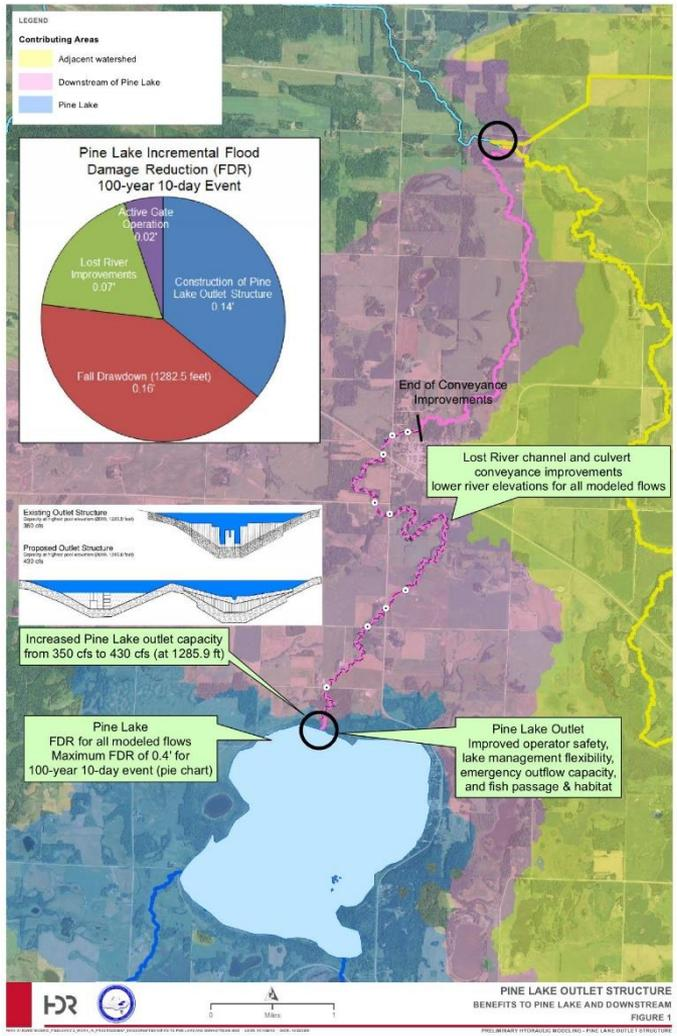 LEGEND
Contributing Areas
Adjacent watershed
Downstream of Pine Lake
Pine Lake
Pine Lake Incremental Flood
Damage Reduction (FDR)
100-year 10-day Event
Active Gate
Operation
0.02'
Lost River
Improvements
0.07'
Construction of Pine
Lake Outlet Structure
0.14'
Fall Drawdown (1282.5 feet)
0.16'
End of Conveyance
Improvements
Lost River channel and culvert
conveyance improvements
lower river elevations for all modeled flows
Existing Outlet Structure
350 cfs
Proposed Outlet Structure
430 cfs
Increased Pine Lake outlet capacity
from 350 cfs to 430 cfs (at 1285.9 ft)
Pine Lake
FDR for all modeled flows
Maximum FDR of 0.4' for
100-year 10-day event (pie chart)
Pine Lake Outlet
Improved operator safety,
lake management flexibility,
emergency outflow capacity,
and fish passage & habitat
HDR
0
Miles
1
PINE LAKE OUTLET STRUCTURE
BENEFITS TO PINE LAKE AND DOWNSTREAM
FIGURE 1
PRELIMINARY HYDRAULIC MODELING - PINE LAKE OUTLET STRUCTURE